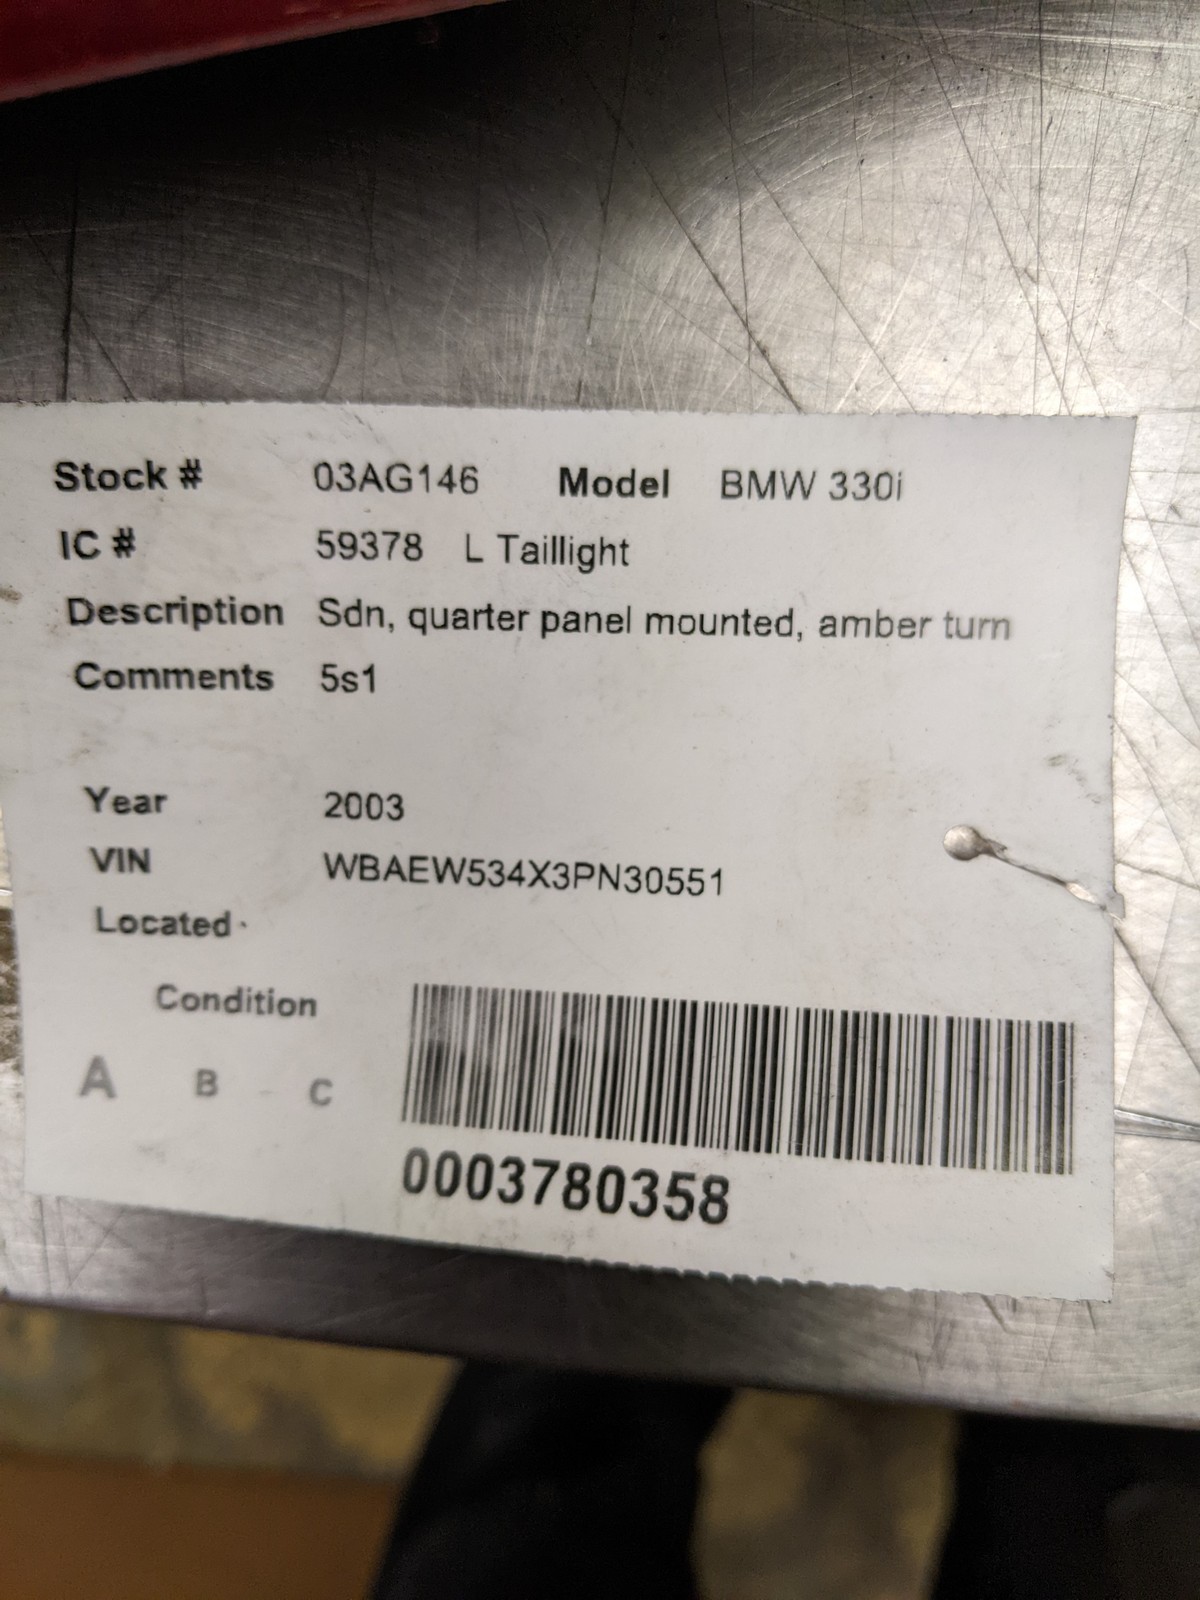 Stock # 03AG146 Model BMW 330i
IC # 59378 L Taillight
Description Sdn, quarter panel mounted, amber turn
Comments 5s1
Year 2003
VIN WBAEW534X3PN30551
Located
Condition
A B C
0003780358